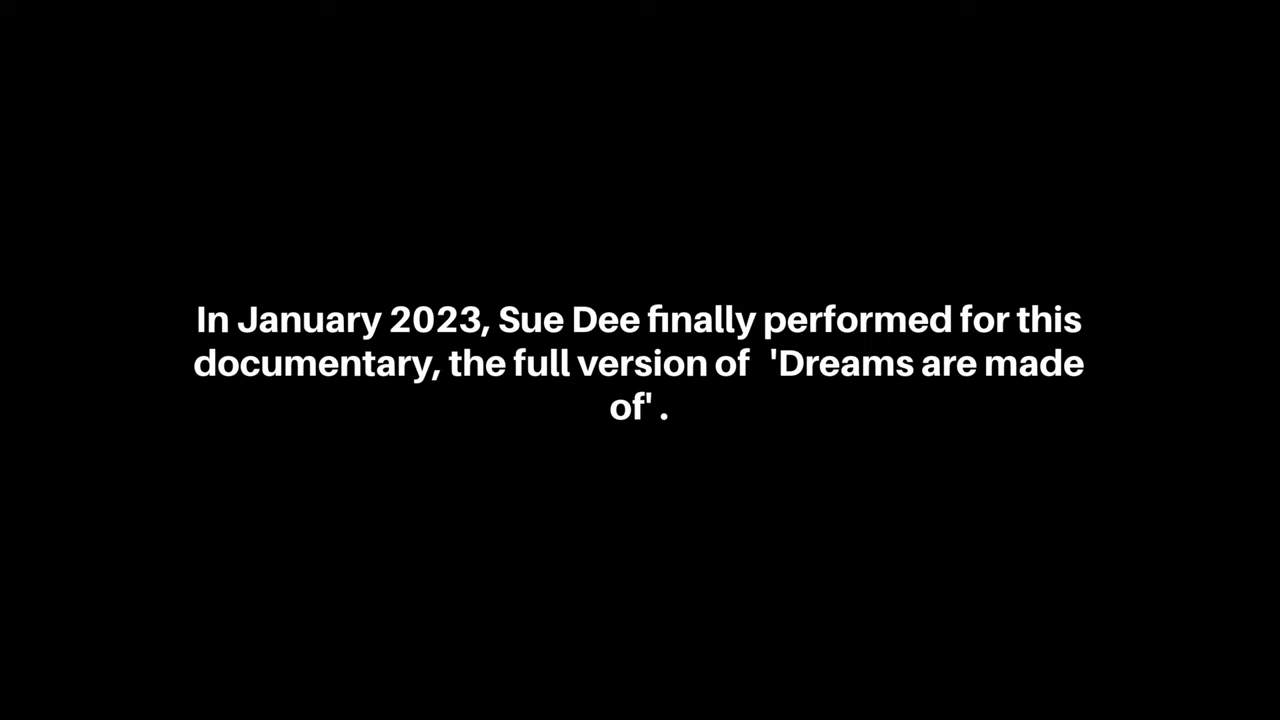 In January 2023, Sue Dee finally performed for this
documentary, the full version of  'Dreams are made
of' .